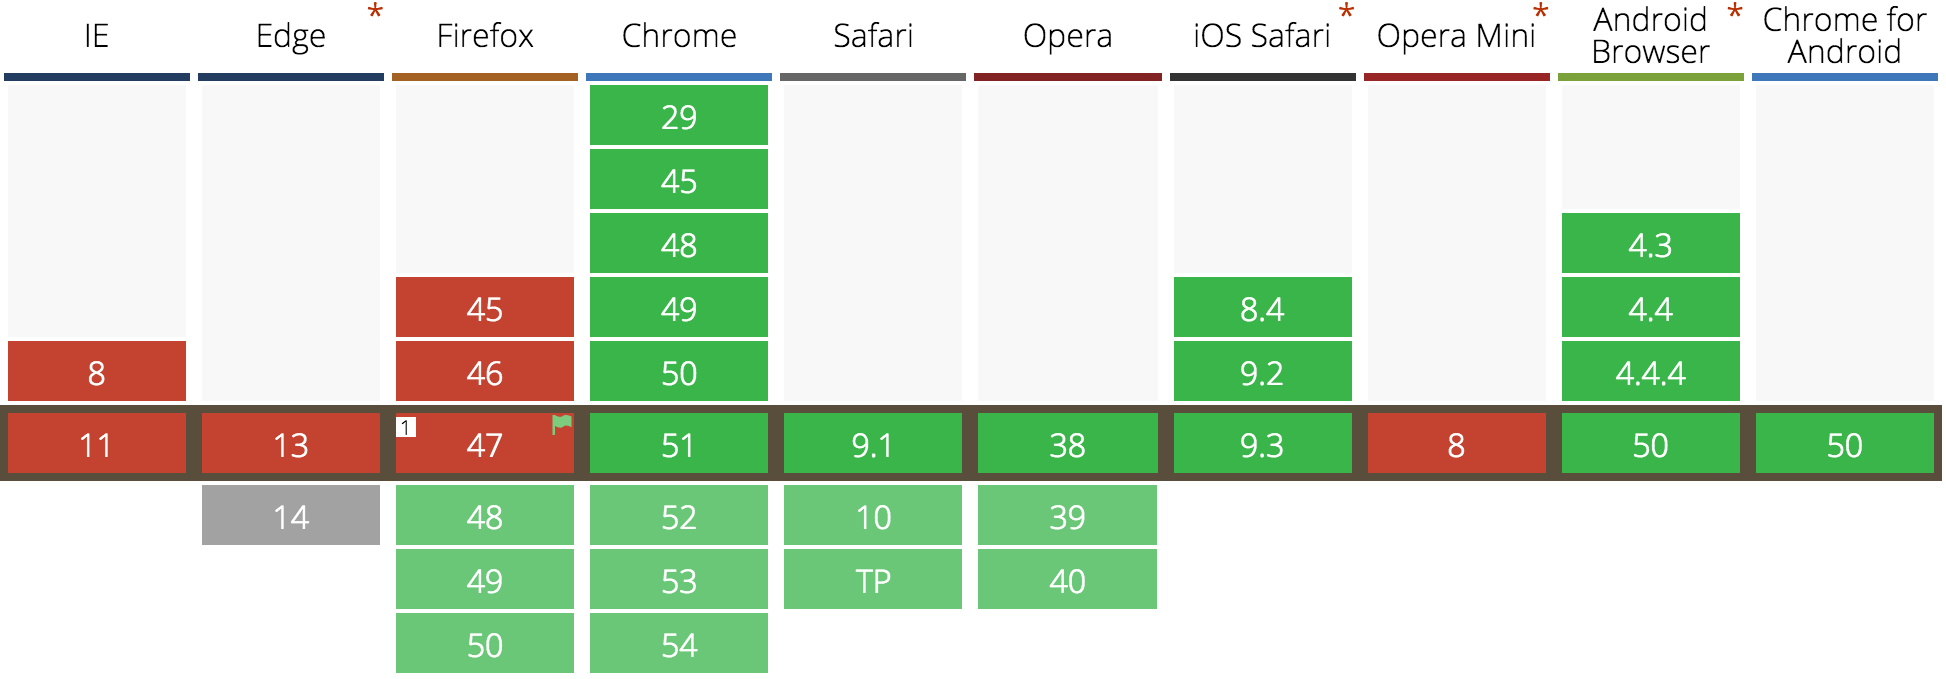 IE Edge * Firefox Chrome Safari Opera iOS Safari * Opera Mini * Android Browser * Chrome for Android
29
45
48 4.3
45 49 8.4 4.4
8 46 50 9.2 4.4.4
11 13 1 47 51 9.1 38 9.3 8 50 50
14 48 52 10 39
49 53 TP 40
50 54